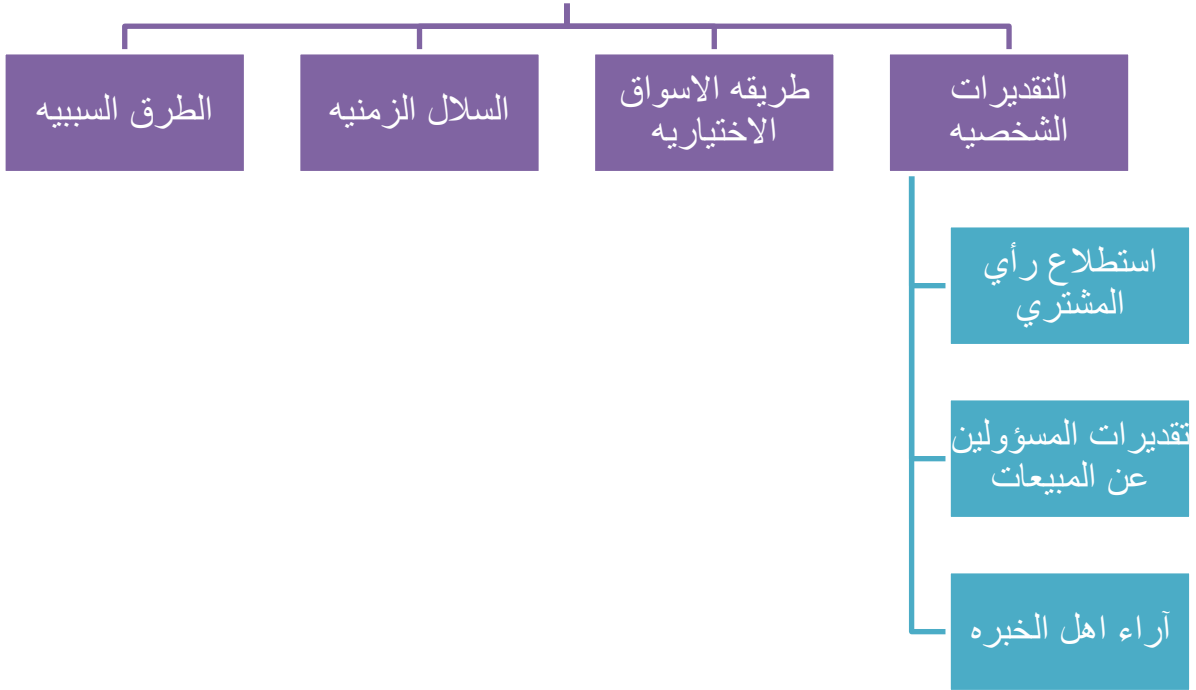 التقديرات
الشخصيه
طريقه الاسواق
الاختياريه
السلال الزمنيه
الطرق السببيه
استطلاع رأي
المشتري
تقديرات المسؤولين
عن المبيعات
آراء اهل الخبره